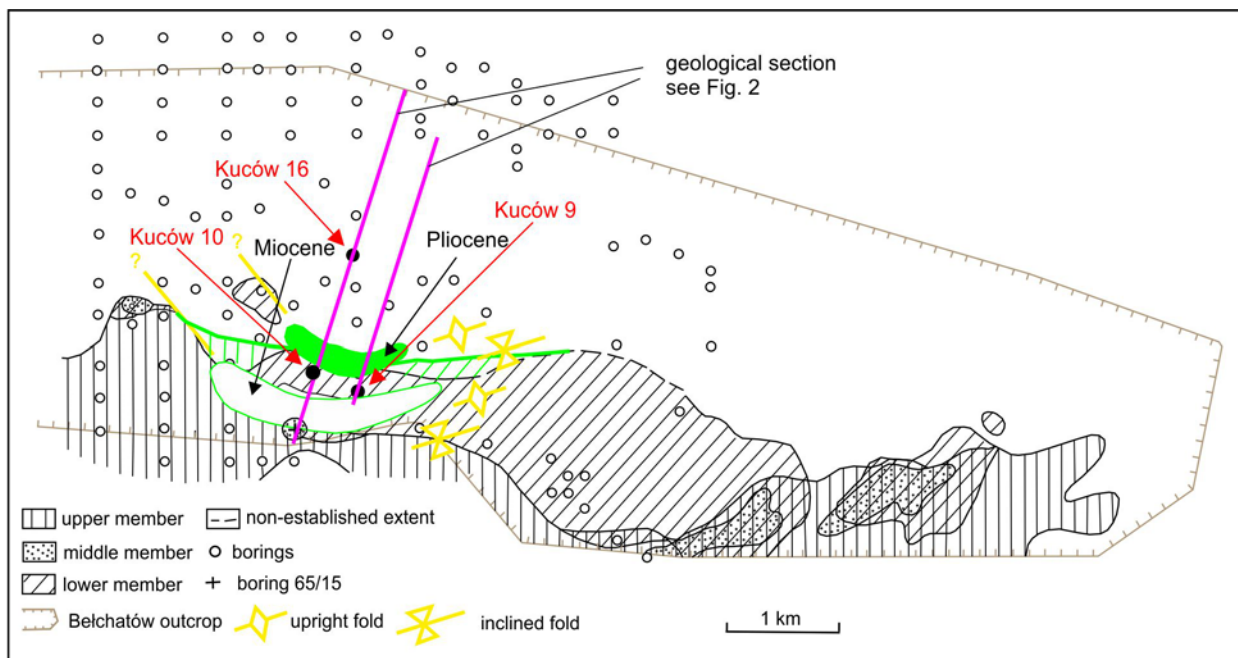 geological section
see Fig. 2
Kuców 16
Kuców 9
Kuców 10
Miocene
Pliocene
?
?
upper member
non-established extent
middle member
borings
lower member
boring 65/15
Bełchatów outcrop
upright fold
inclined fold
1 km